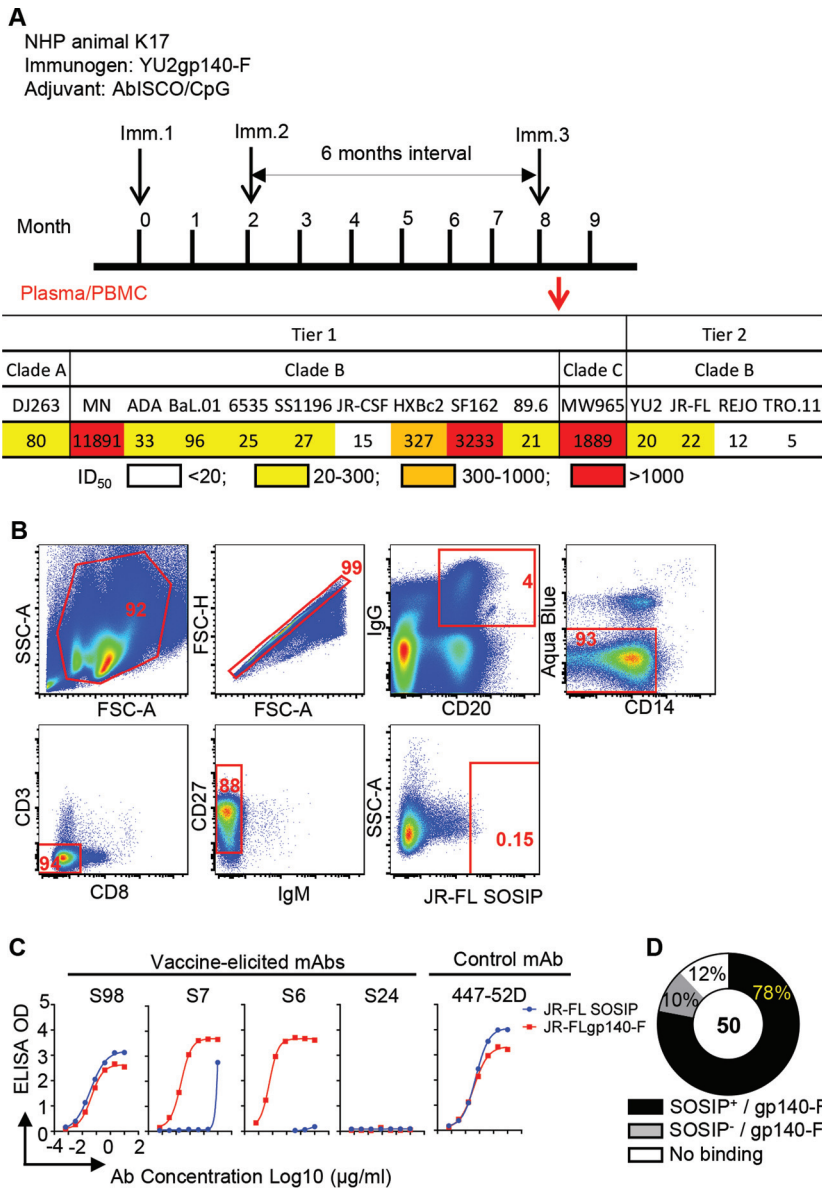 A
NHP animal K17
Immunogen: YU2gp140-F
Adjuvant: AbISCO/CpG
Imm.1 Imm.2 Imm.3
6 months interval
Month 0 1 2 3 4 5 6 7 8 9
Plasma/PBMC
Tier 1 Tier 2
Clade A Clade B Clade C Clade B
DJ263 MN ADA BaL.01 6535 SS1196 JR-CSF HXBc2 SF162 89.6 MW965 YU2 JR-FL REJO TRO.11
80 11891 33 96 25 27 15 327 3233 21 1889 20 22 12 5
ID50 <20; 20-300; 300-1000; >1000
B
SSC-A 92 FSC-A
FSC-H 99 FSC-A
IgG 4 CD20
Aqua Blue 93 CD14
CD3 94 CD8
CD27 88 IgM
SSC-A 0.15 JR-FL SOSIP
C
Vaccine-elicited mAbs Control mAb
S98 S7 S6 S24 447-52D
JR-FL SOSIP
JR-FLgp140-F
ELISA OD
5
4
3
2
1
0
-4 -2 0 2
Ab Concentration Log10 (µg/ml)
D
12%
10%
78%
50
SOSIP+ / gp140-F
SOSIP- / gp140-F
No binding